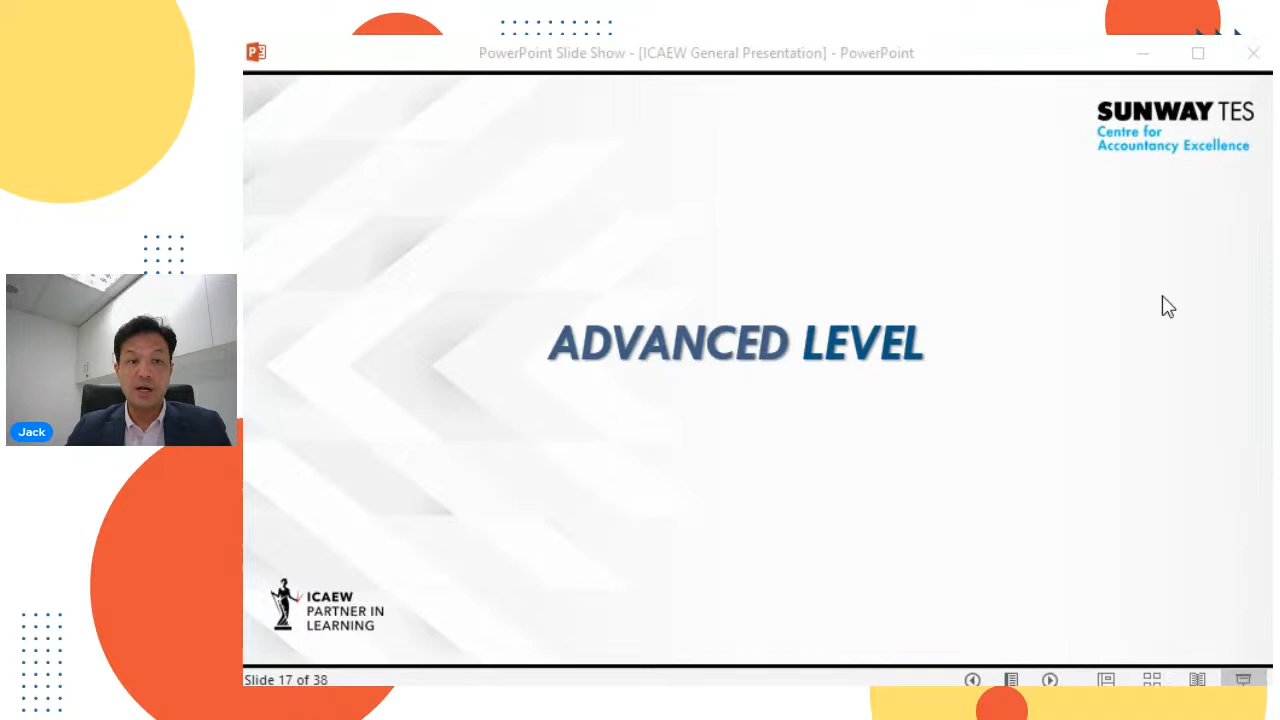 PowerPoint Slide Show - [ICAEW General Presentation] - PowerPoint
SUNWAY TES
Centre for
Accountancy Excellence
Jack
ADVANCED LEVEL
ICAEW
PARTNER IN
LEARNING
Slide 17 of 38